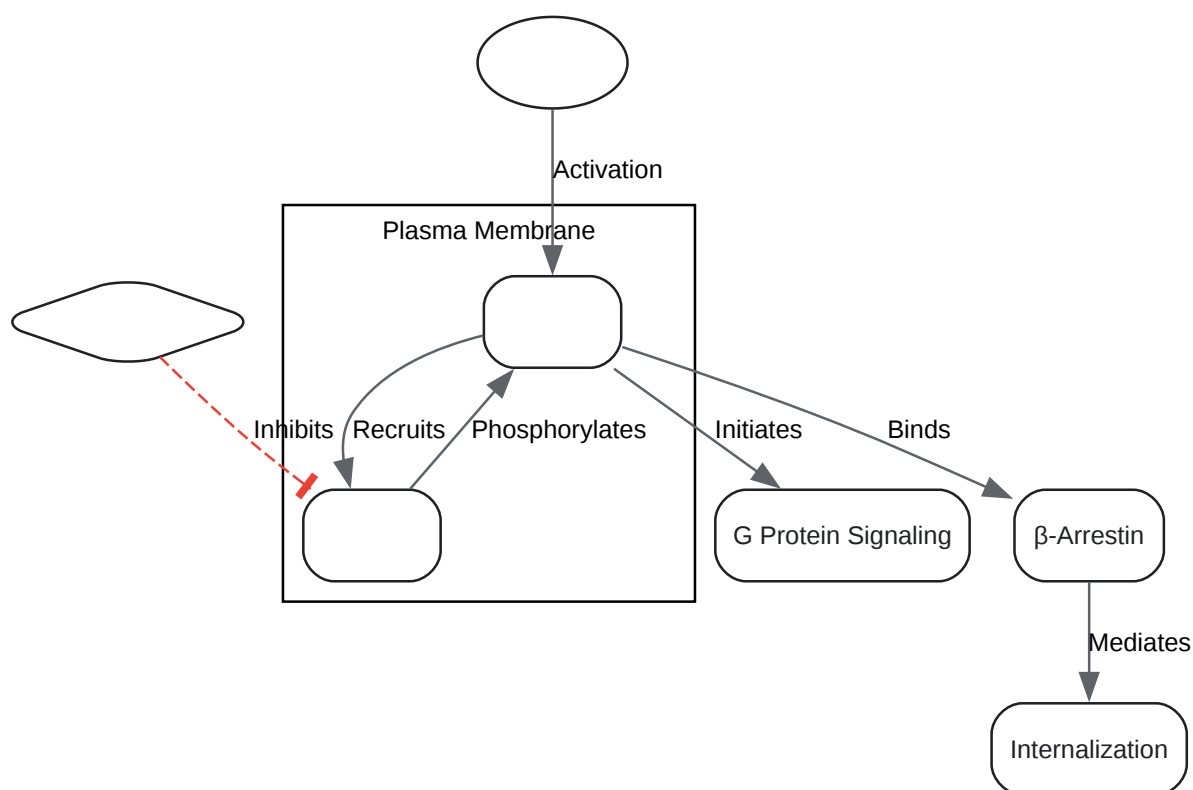 Activation
Plasma Membrane
Inhibits
Recruits
Phosphorylates
Initiates
Binds
G Protein Signaling
β-Arrestin
Mediates
Internalization